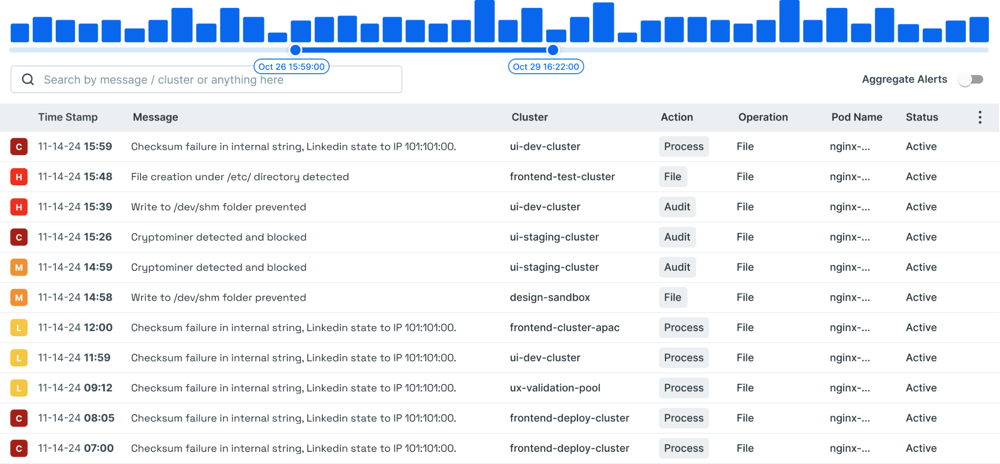 Oct 26 15:59:00 Oct 29 16:22:00
Search by message / cluster or anything here
Aggregate Alerts
Time Stamp Message Cluster Action Operation Pod Name Status
C 11-14-24 15:59 Checksum failure in internal string, Linkedin state to IP 101:101:00. ui-dev-cluster Process File nginx-... Active
H 11-14-24 15:48 File creation under /etc/ directory detected frontend-test-cluster File File nginx-... Active
H 11-14-24 15:39 Write to /dev/shm folder prevented ui-dev-cluster Audit File nginx-... Active
C 11-14-24 15:26 Cryptominer detected and blocked ui-staging-cluster Audit File nginx-... Active
M 11-14-24 14:59 Cryptominer detected and blocked ui-staging-cluster Audit File nginx-... Active
M 11-14-24 14:58 Write to /dev/shm folder prevented design-sandbox File File nginx-... Active
L 11-14-24 12:00 Checksum failure in internal string, Linkedin state to IP 101:101:00. frontend-cluster-apac Process File nginx-... Active
L 11-14-24 11:59 Checksum failure in internal string, Linkedin state to IP 101:101:00. ui-dev-cluster Process File nginx-... Active
L 11-14-24 09:12 Checksum failure in internal string, Linkedin state to IP 101:101:00. ux-validation-pool Process File nginx-... Active
C 11-14-24 08:05 Checksum failure in internal string, Linkedin state to IP 101:101:00. frontend-deploy-cluster Process File nginx-... Active
C 11-14-24 07:00 Checksum failure in internal string, Linkedin state to IP 101:101:00. frontend-deploy-cluster Process File nginx-... Active